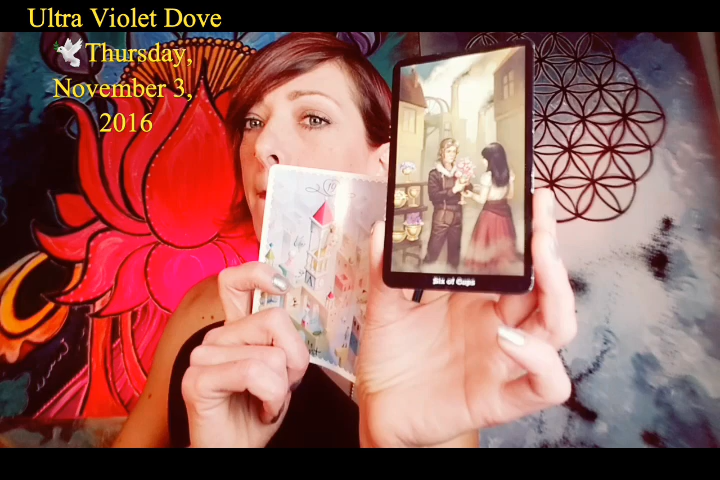 Ultra Violet Dove
🕊Thursday,
November 3,
2016
Six of Cups